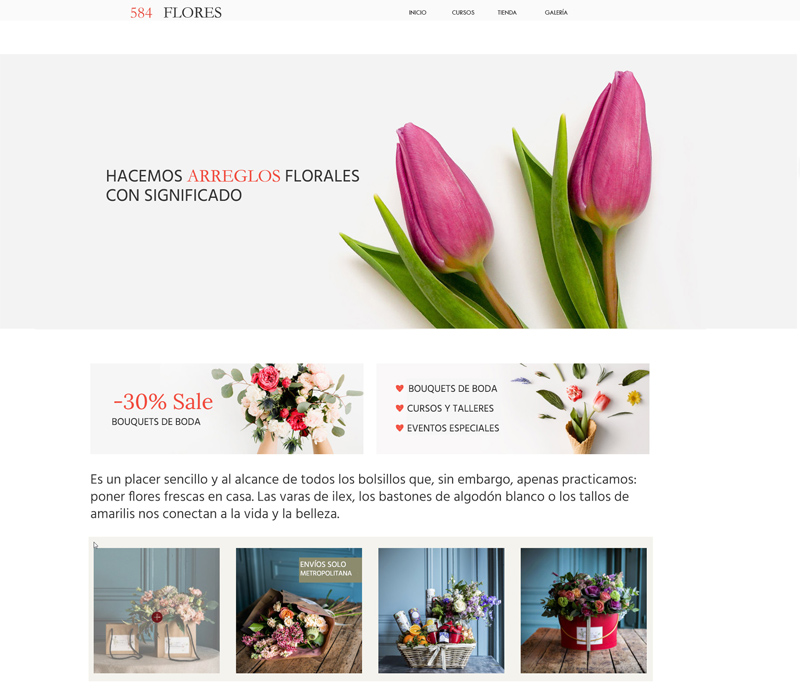 584 FLORES
INICIO CURSOS TIENDA GALERÍA
HACEMOS ARREGLOS FLORALES
CON SIGNIFICADO
-30% Sale
BOUQUETS DE BODA
BOUQUETS DE BODA
CURSOS Y TALLERES
EVENTOS ESPECIALES
Es un placer sencillo y al alcance de todos los bolsillos que, sin embargo, apenas practicamos:
poner flores frescas en casa. Las varas de ilex, los bastones de algodón blanco o los tallos de
amarilis nos conectan a la vida y la belleza.
ENVÍOS SOLO
METROPOLITANA